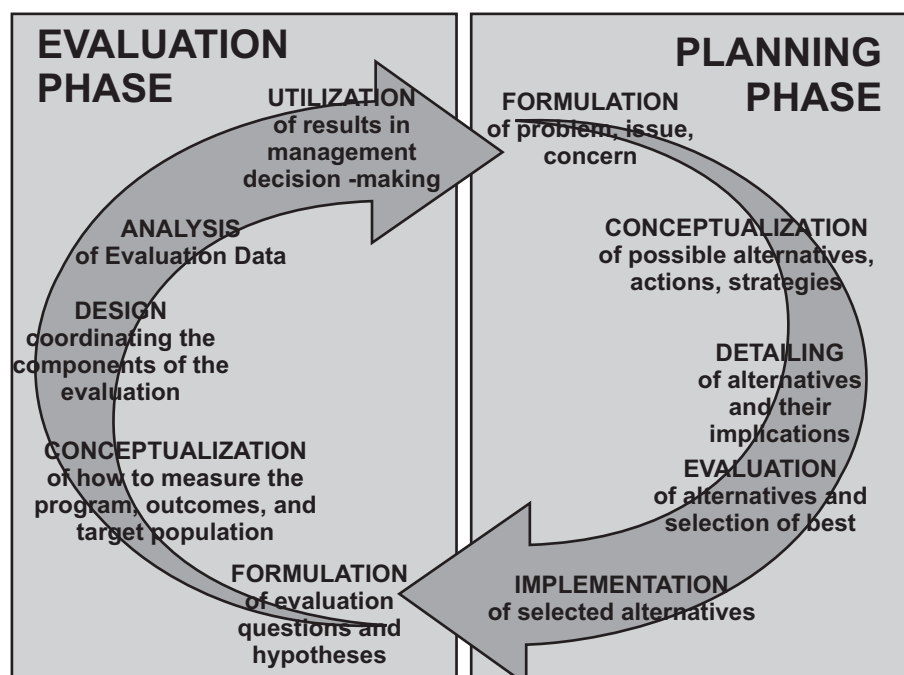 EVALUATION
PHASE
UTILIZATION
of results in
management
decision -making
ANALYSIS
of Evaluation Data
DESIGN
coordinating the
components of the
evaluation
CONCEPTUALIZATION
of how to measure the
program, outcomes, and
target population
FORMULATION
of evaluation
questions and
hypotheses
PLANNING
PHASE
FORMULATION
of problem, issue,
concern
CONCEPTUALIZATION
of possible alternatives,
actions, strategies
DETAILING
of alternatives
and their
implications
EVALUATION
of alternatives and
selection of best
IMPLEMENTATION
of selected alternatives